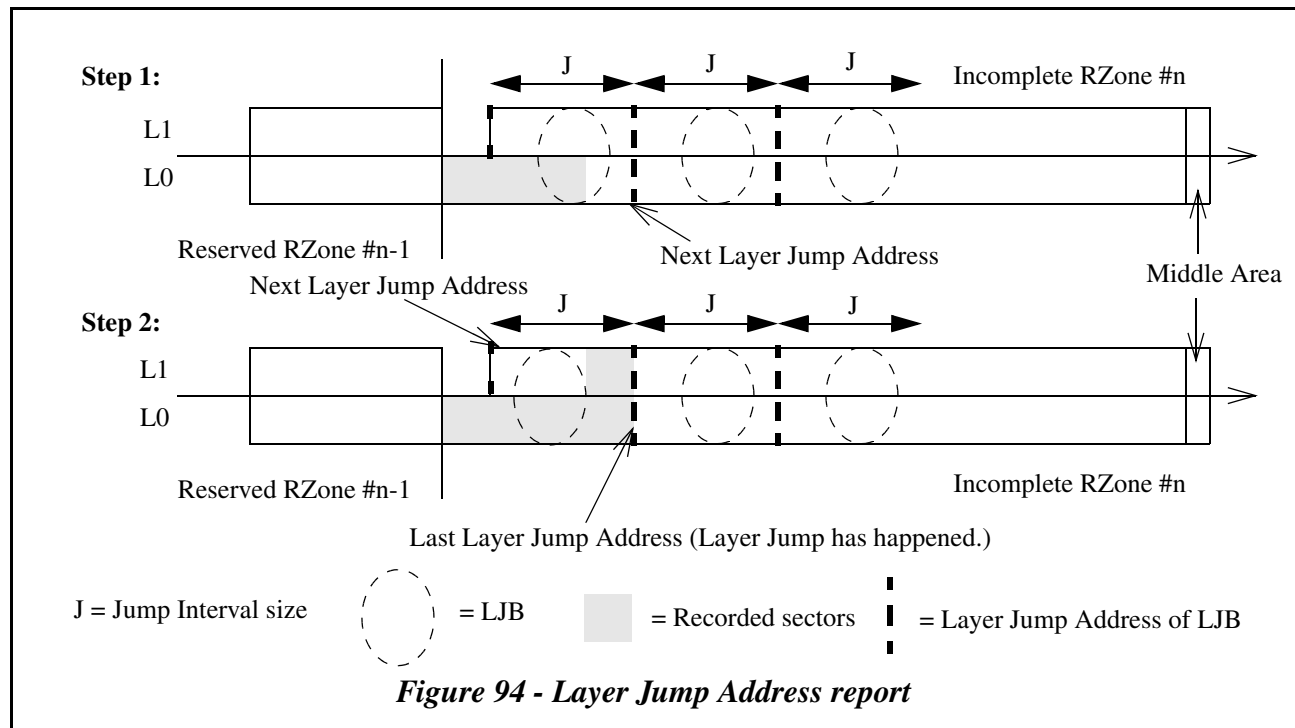 Step 1:
J J J
Incomplete RZone #n
L1
L0
Reserved RZone #n-1
Next Layer Jump Address
Middle Area
Next Layer Jump Address
Step 2:
J J J
L1
L0
Reserved RZone #n-1
Incomplete RZone #n
Last Layer Jump Address (Layer Jump has happened.)
J = Jump Interval size
= LJB
= Recorded sectors
= Layer Jump Address of LJB
Figure 94 - Layer Jump Address report